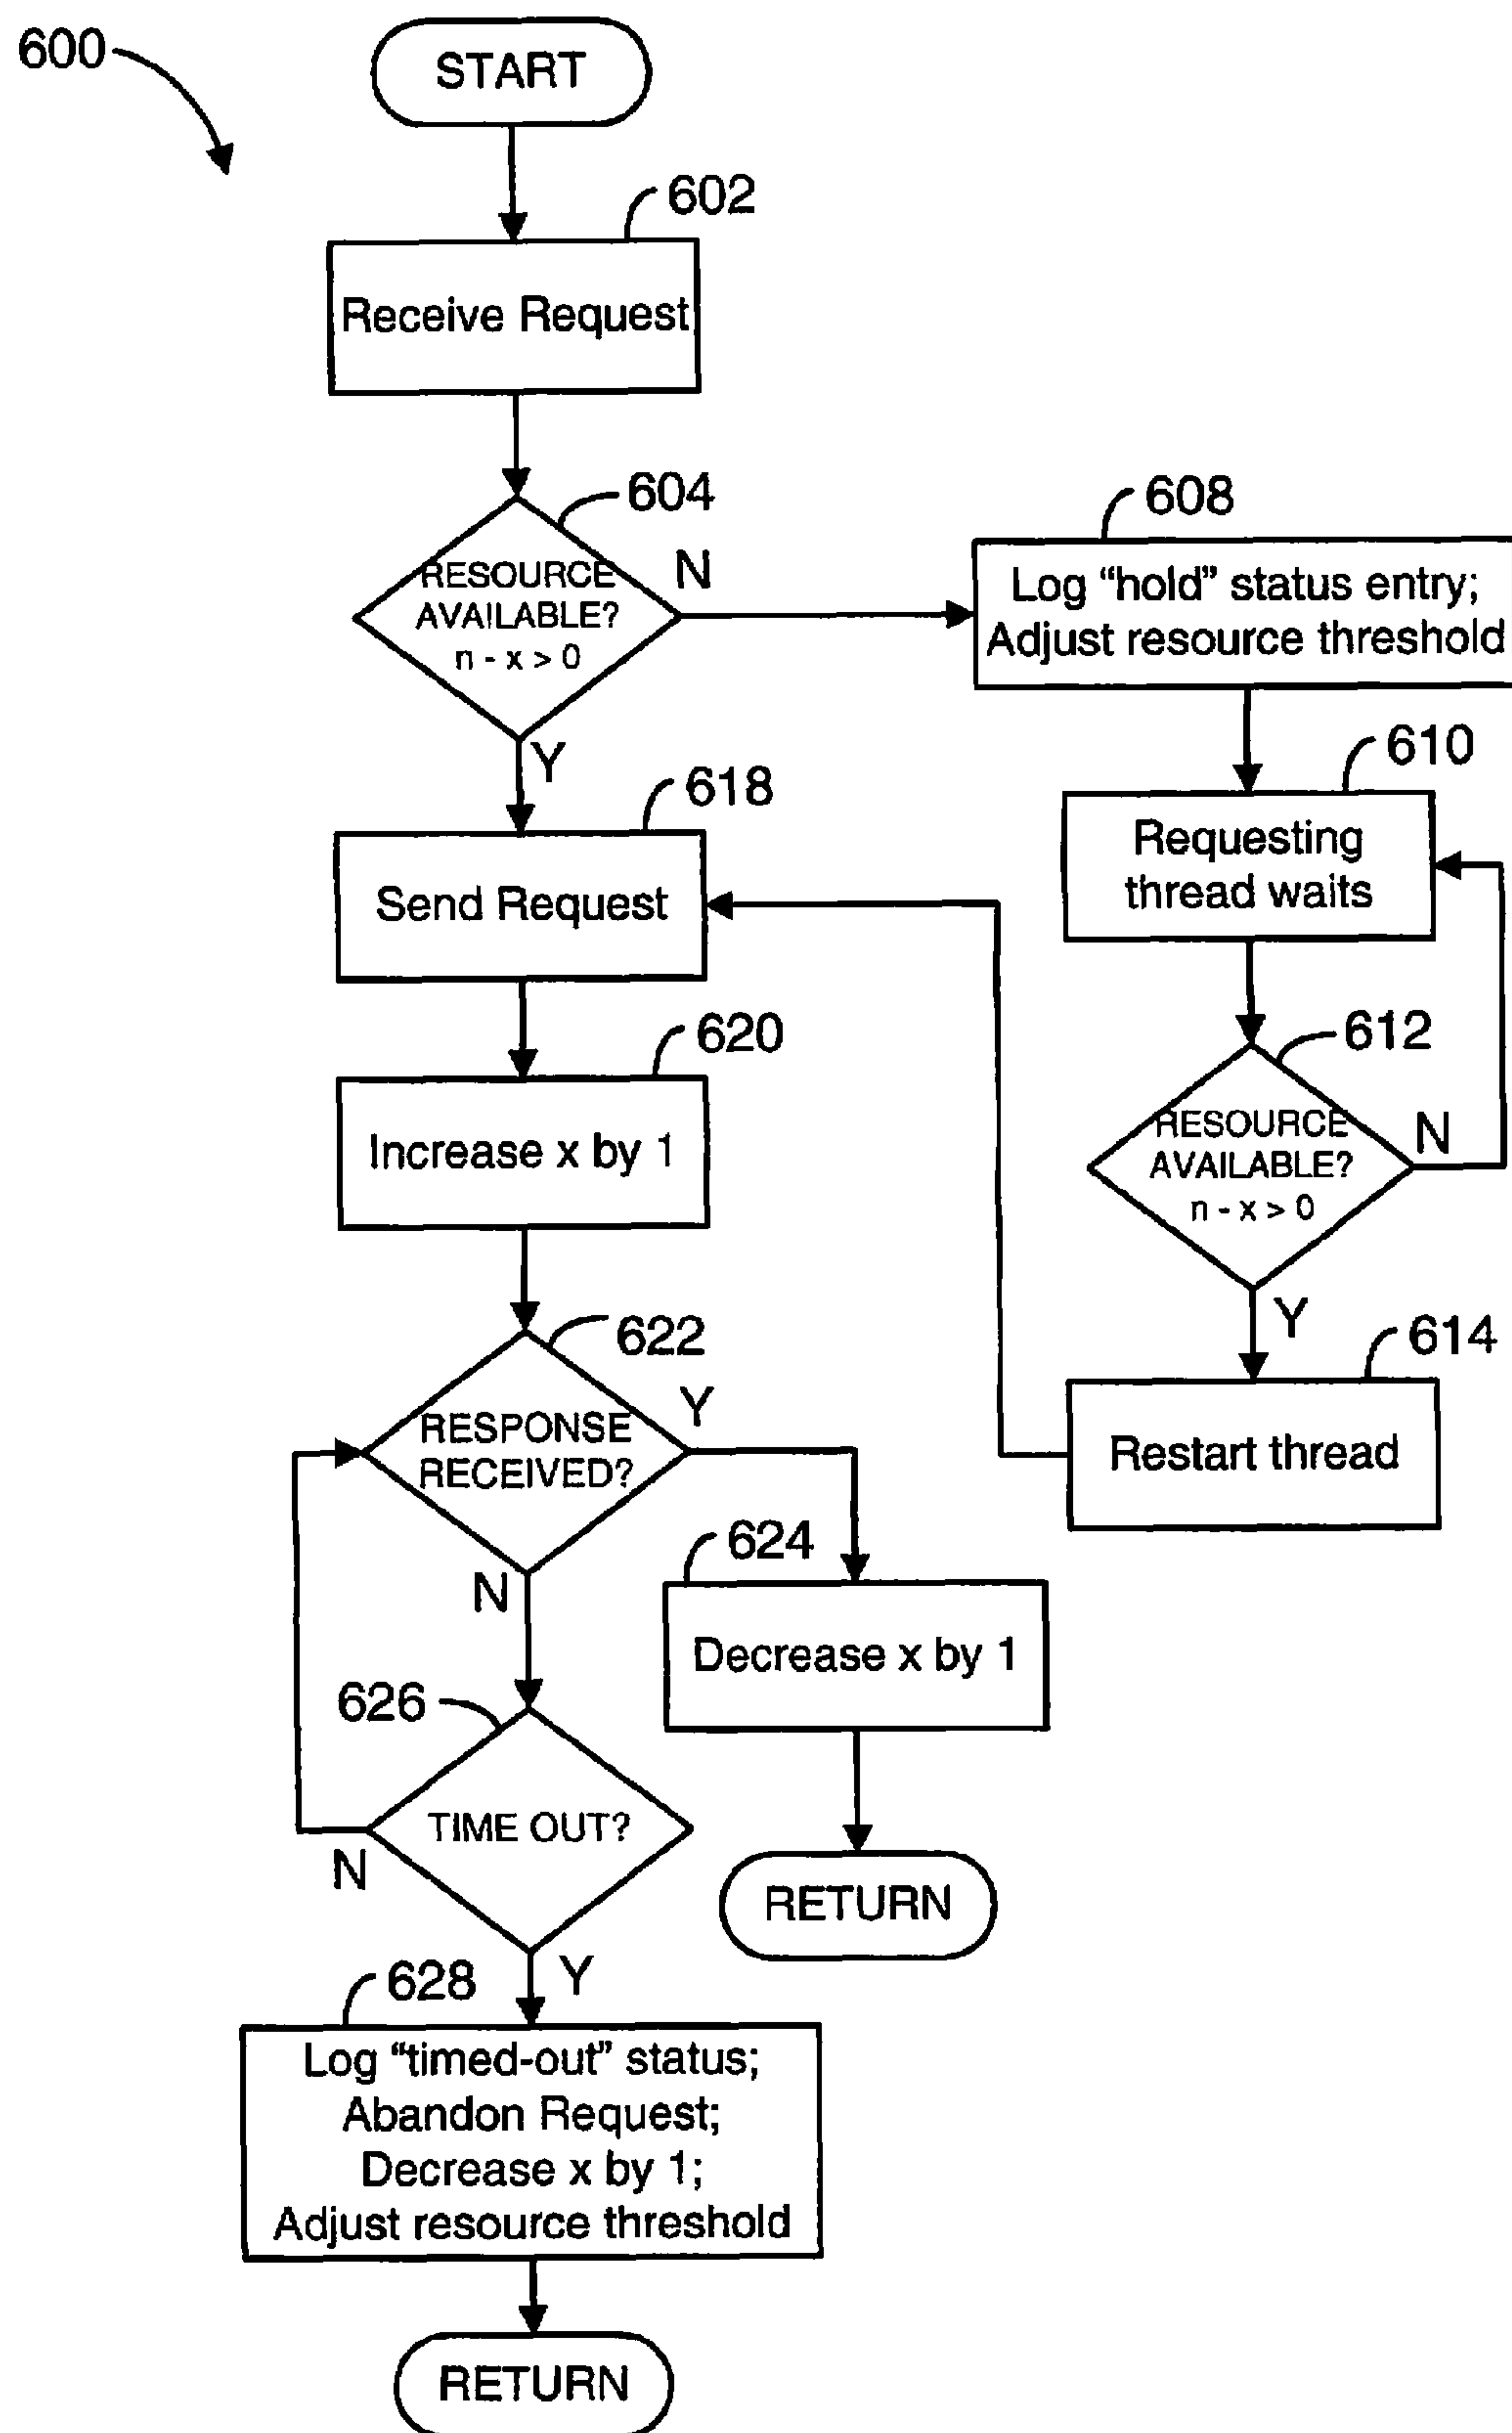 600
START
602
Receive Request
604
RESOURCE
AVAILABLE?
n - x > 0
N
Y
608
Log “hold” status entry;
Adjust resource threshold
610
Requesting
thread waits
612
RESOURCE
AVAILABLE?
n - x > 0
N
Y
614
Restart thread
618
Send Request
620
Increase x by 1
622
RESPONSE
RECEIVED?
Y
N
624
Decrease x by 1
RETURN
626
TIME OUT?
N
Y
628
Log “timed-out” status;
Abandon Request;
Decrease x by 1;
Adjust resource threshold
RETURN